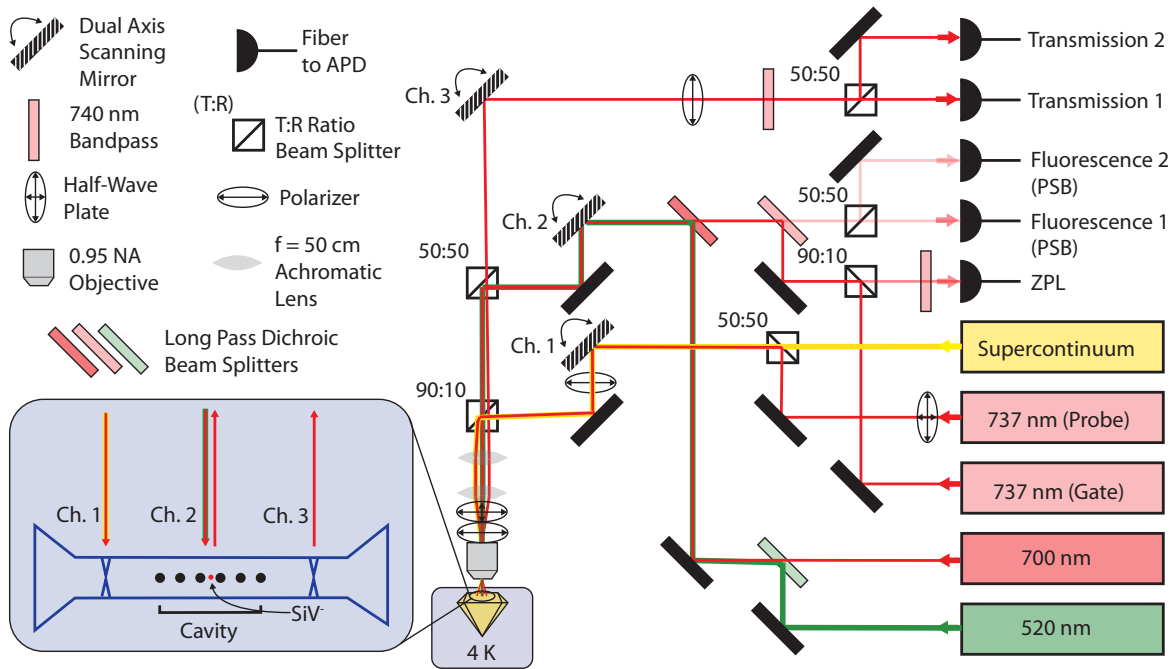 Dual Axis
Scanning
Mirror
Fiber
to APD
740 nm
Bandpass
(T:R)
T:R Ratio
Beam Splitter
Half-Wave
Plate
Polarizer
0.95 NA
Objective
f = 50 cm
Achromatic
Lens
Long Pass Dichroic
Beam Splitters
Ch. 3
50:50
Transmission 2
Transmission 1
Fluorescence 2
(PSB)
50:50
Fluorescence 1
(PSB)
Ch. 2
90:10
ZPL
50:50
50:50
Ch. 1
Supercontinuum
90:10
737 nm (Probe)
737 nm (Gate)
700 nm
520 nm
Ch. 1
Ch. 2
Ch. 3
SiV-
Cavity
4 K